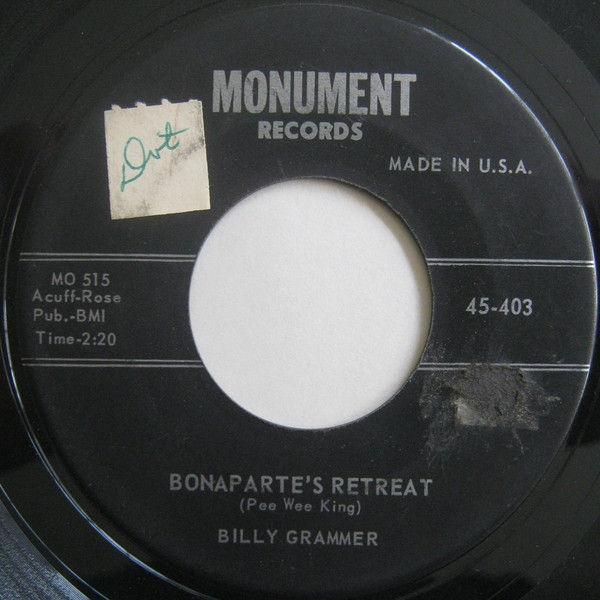 MONUMENT
RECORDS
Dot
MADE IN U.S.A.
MO 515
Acuff-Rose
Pub.-BMI
Time-2:20
45-403
BONAPARTE'S RETREAT
(Pee Wee King)
BILLY GRAMMER